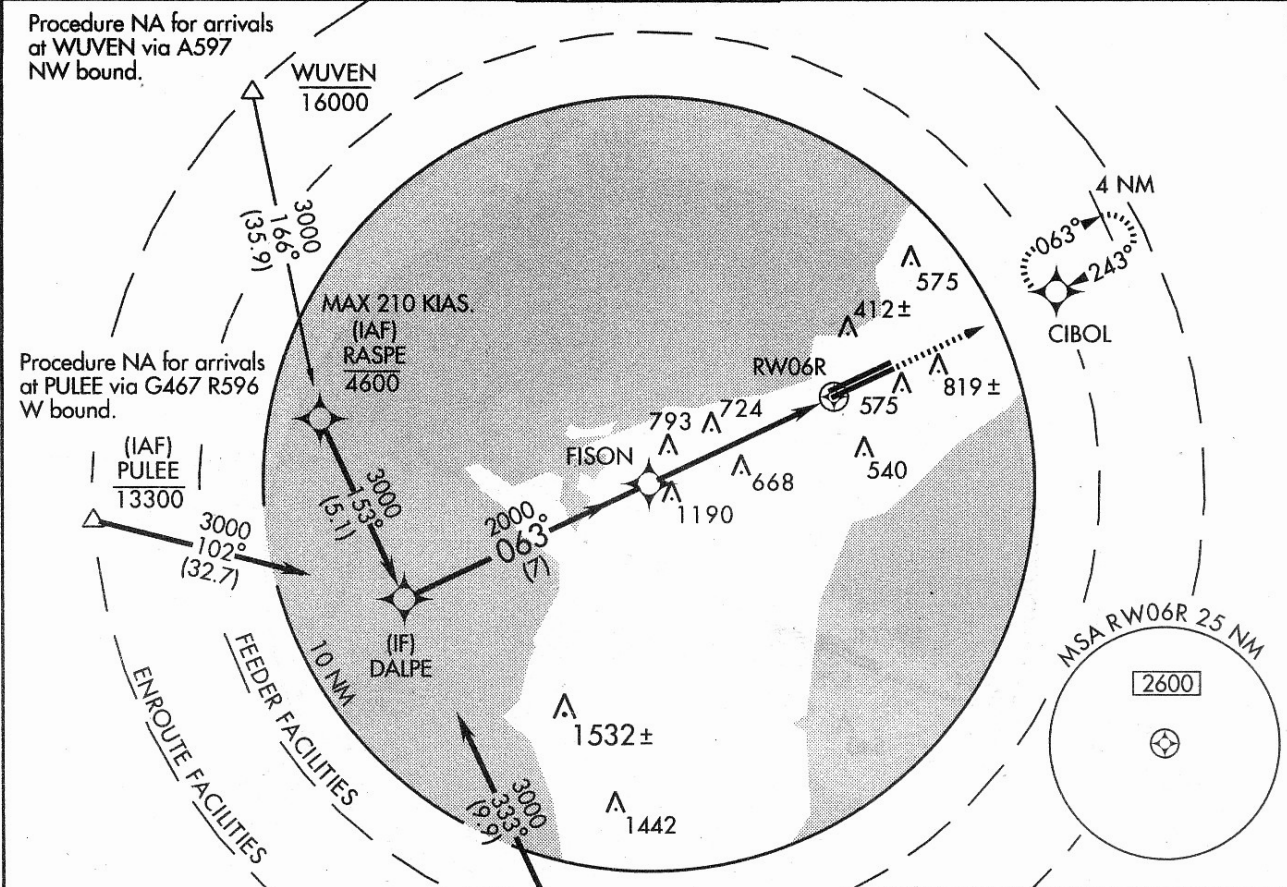 Procedure NA for arrivals
at WUVEN via A597
NW bound.
WUVEN
16000
3000
166°
(35.9)
4 NM
063°
243°
CIBOL
575
412±
MAX 210 KIAS.
(IAF)
RASPE
4600
RW06R
575
819±
Procedure NA for arrivals
at PULEE via G467 R596
W bound.
(IAF)
PULEE
13300
3000
102°
(32.7)
3000
153°
(5.1)
793
724
FISON
668
540
1190
2000
063°
(7)
(IF)
DALPE
10 NM
FEEDER FACILITIES
ENROUTE FACILITIES
1532±
1442
3000
333°
(9.9)
MSA RW06R 25 NM
2600